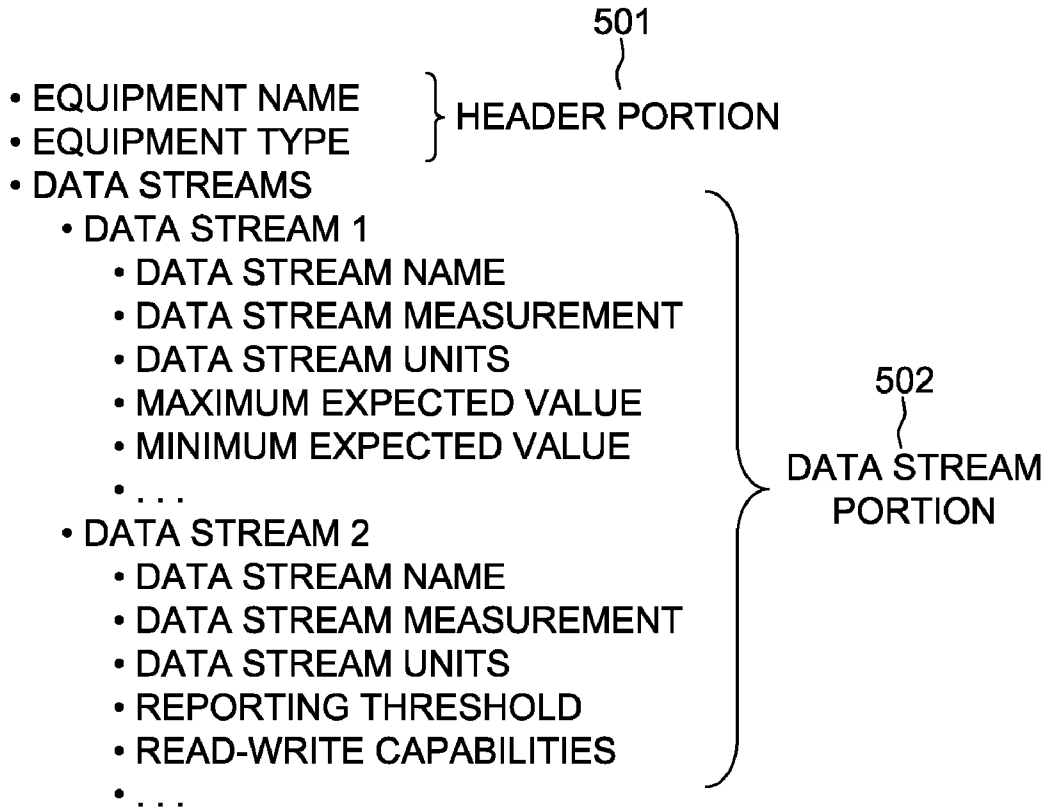 501
• EQUIPMENT NAME
• EQUIPMENT TYPE
HEADER PORTION
• DATA STREAMS
• DATA STREAM 1
• DATA STREAM NAME
• DATA STREAM MEASUREMENT
• DATA STREAM UNITS
• MAXIMUM EXPECTED VALUE
• MINIMUM EXPECTED VALUE
• . . .
• DATA STREAM 2
• DATA STREAM NAME
• DATA STREAM MEASUREMENT
• DATA STREAM UNITS
• REPORTING THRESHOLD
• READ-WRITE CAPABILITIES
• . . .
502
DATA STREAM
PORTION